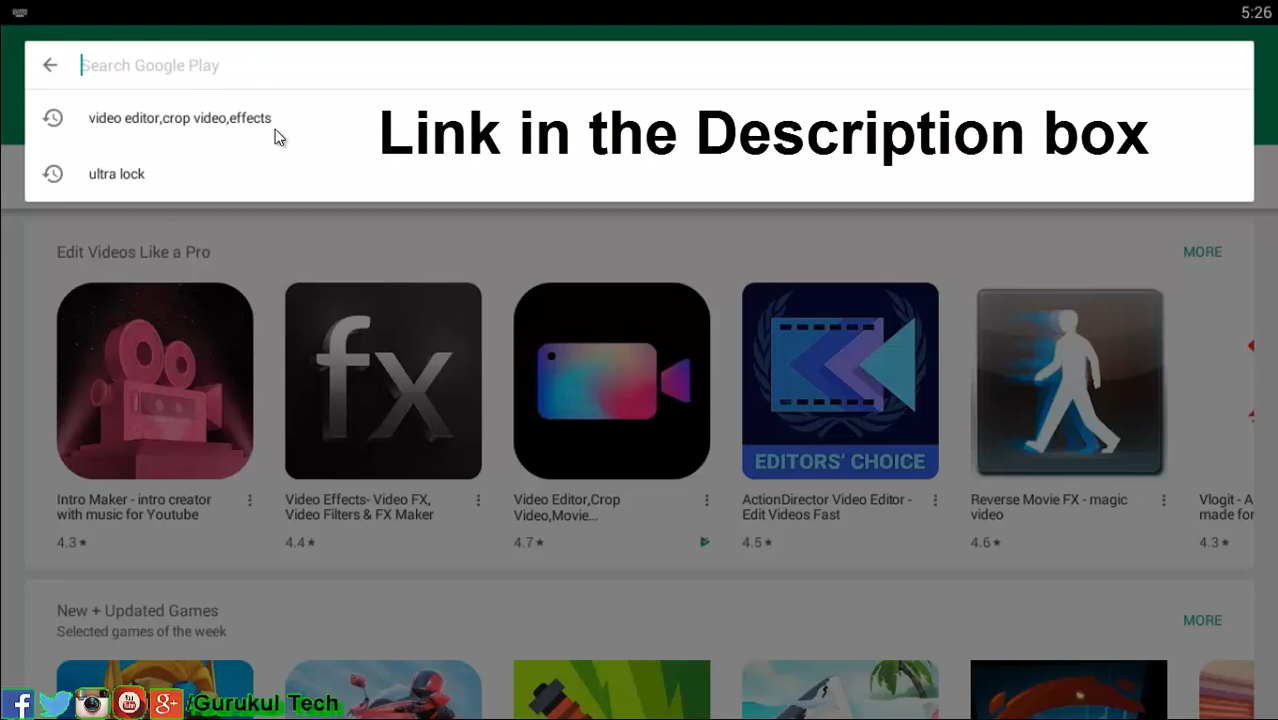 5:26
Search Google Play
video editor,crop video,effects
Link in the Description box
ultra lock
Edit Videos Like a Pro
MORE
fx
EDITORS' CHOICE
Intro Maker - intro creator
with music for Youtube
4.3★
Video Effects- Video FX,
Video Filters & FX Maker
4.4★
Video Editor,Crop
Video,Movie...
4.7★
ActionDirector Video Editor -
Edit Videos Fast
4.5★
Reverse Movie FX - magic
video
4.6★
Vlogit - A
made for
4.3★
New + Updated Games
MORE
Selected games of the week
/Gurukul Tech